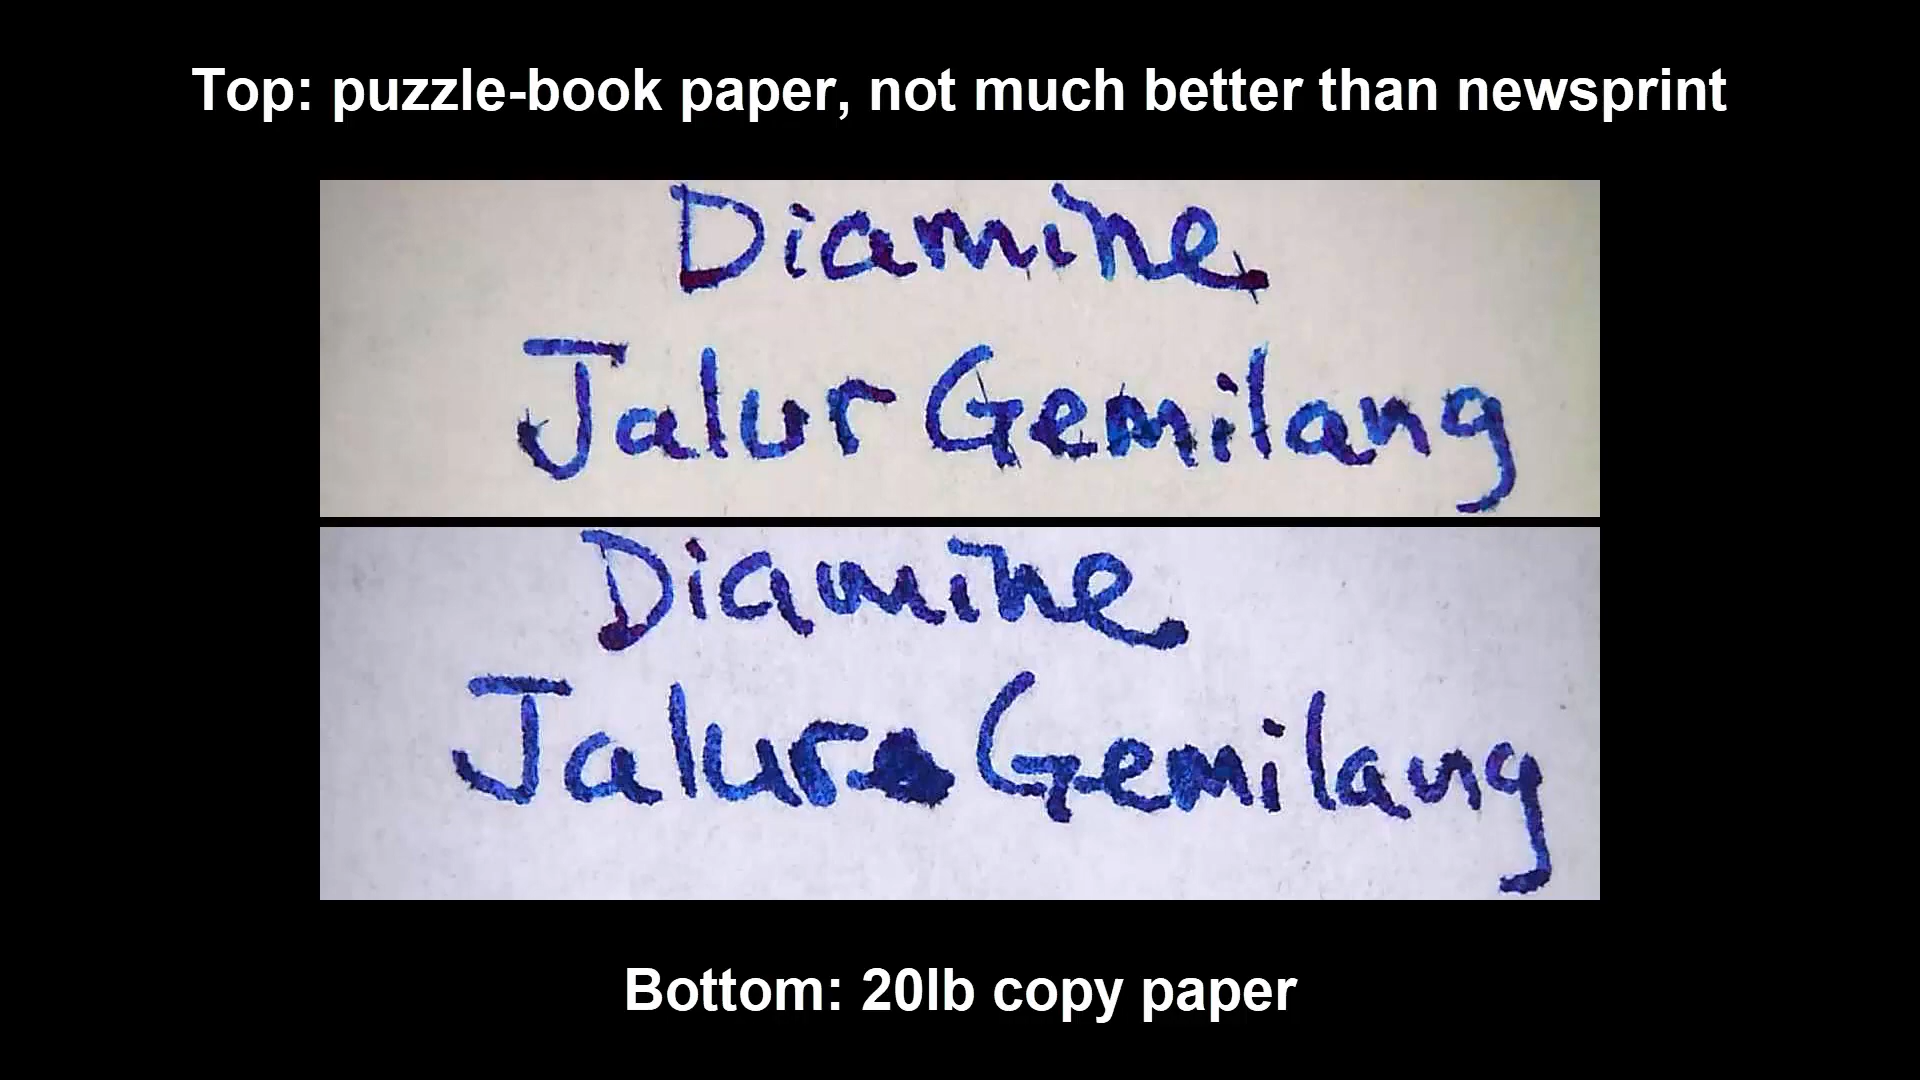 Top: puzzle-book paper, not much better than newsprint
Diamine
Jalur Gemilang
Diamine
Jalur Gemilang
Bottom: 20lb copy paper